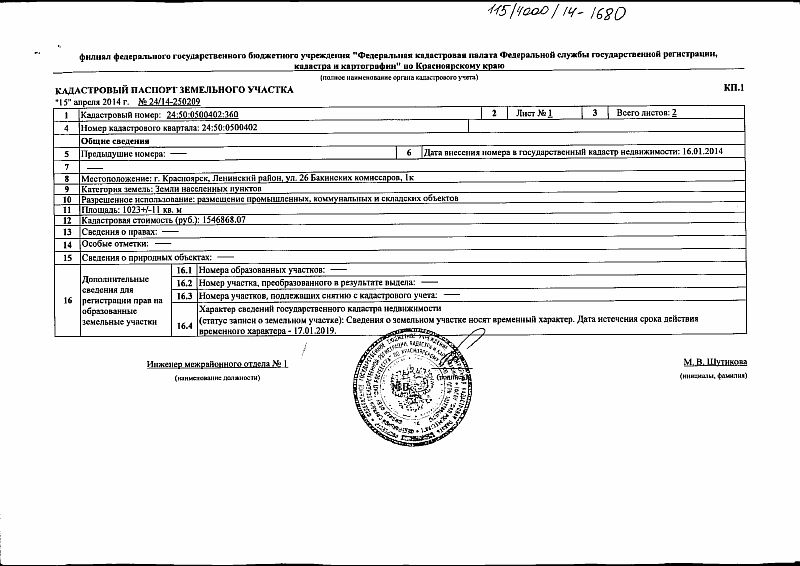 115/4000/14-1680
филиал федерального государственного бюджетного учреждения "Федеральная кадастровая палата Федеральной службы государственной регистрации,
кадастра и картографии" по Красноярскому краю
(полное наименование органа кадастрового учета)
КАДАСТРОВЫЙ ПАСПОРТ ЗЕМЕЛЬНОГО УЧАСТКА
КП.1
"15" апреля 2014 г. № 24/14-250209
1 Кадастровый номер: 24:50:0500402:360 2 Лист № 1 3 Всего листов: 2
4 Номер кадастрового квартала: 24:50:0500402
Общие сведения
5 Предыдущие номера: — 6 Дата внесения номера в государственный кадастр недвижимости: 16.01.2014
7 —
8 Местоположение: г. Красноярск, Ленинский район, ул. 26 Бакинских комиссаров, 1к
9 Категория земель: Земли населенных пунктов
10 Разрешенное использование: размещение промышленных, коммунальных и складских объектов
11 Площадь: 1023+/-11 кв. м
12 Кадастровая стоимость (руб.): 1546868.07
13 Сведения о правах: —
14 Особые отметки: —
15 Сведения о природных объектах: —
16 Дополнительные сведения для регистрации прав на образованные земельные участки
16.1 Номера образованных участков: —
16.2 Номер участка, преобразованного в результате выдела: —
16.3 Номера участков, подлежащих снятию с кадастрового учета: —
16.4 Характер сведений государственного кадастра недвижимости
(статус записи о земельном участке): Сведения о земельном участке носят временный характер. Дата истечения срока действия
временного характера - 17.01.2019.
Инженер межрайонного отдела № 1
М. В. Шутикова
(наименование должности)
(подпись)
(инициалы, фамилия)
М.П.